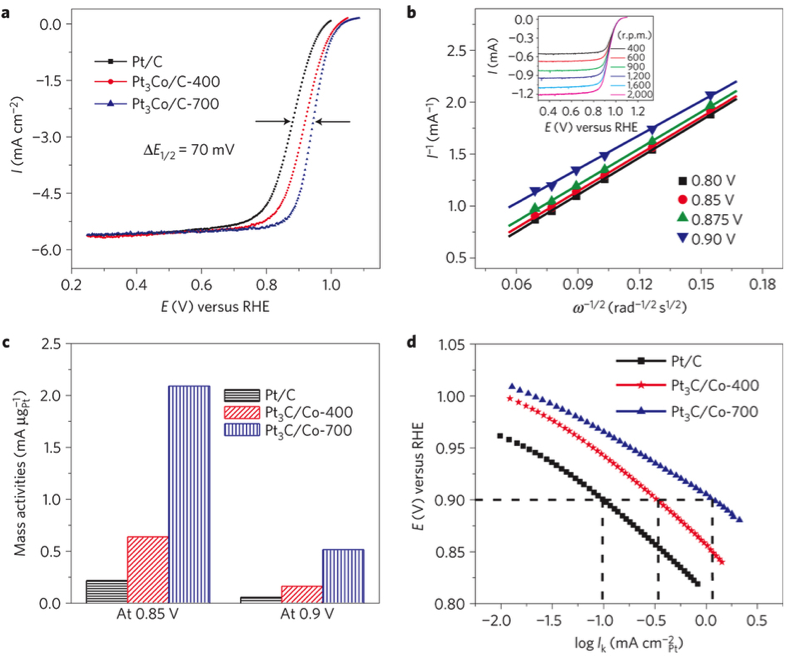 a
0.0
−1.5
−3.0
−4.5
−6.0
I (mA cm−2)
Pt/C
Pt3Co/C-400
Pt3Co/C-700
ΔE1/2 = 70 mV
0.2 0.4 0.6 0.8 1.0
E (V) versus RHE
b
2.5
2.0
1.5
1.0
0.5
I−1 (mA−1)
0.0
−0.3
−0.6
−0.9
−1.2
I (mA)
(r.p.m.)
400
600
900
1,200
1,600
2,000
0.4 0.6 0.8 1.0 1.2
E (V) versus RHE
0.80 V
0.85 V
0.875 V
0.90 V
0.06 0.09 0.12 0.15 0.18
ω−1/2 (rad−1/2 s1/2)
c
2.5
2.0
1.5
1.0
0.5
0.0
Mass activities (mA μg−1Pt)
Pt/C
Pt3C/Co-400
Pt3C/Co-700
At 0.85 V At 0.9 V
d
1.05
1.00
0.95
0.90
0.85
0.80
E (V) versus RHE
Pt/C
Pt3C/Co-400
Pt3C/Co-700
−2.0 −1.5 −1.0 −0.5 0.0 0.5
log Ik (mA cm−2Pt)